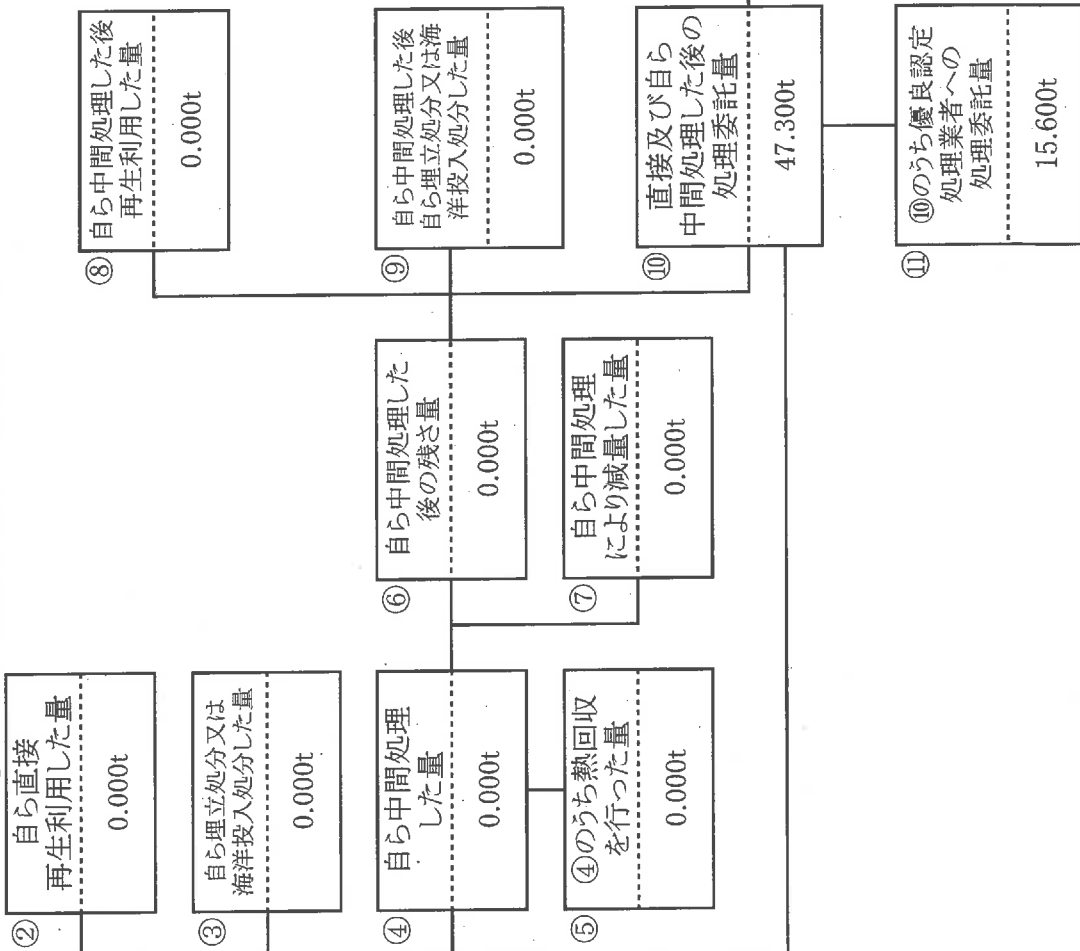 ②
自ら直接
再生利用した量
0.000t
③
自ら埋立処分又は
海洋投入処分した量
0.000t
④
自ら中間処理
した量
0.000t
⑤
④のうち熱回収
を行った量
0.000t
⑥
自ら中間処理した
後の残さ量
0.000t
⑦
自ら中間処理
により減量した量
0.000t
⑧
自ら中間処理した後
再生利用した量
0.000t
⑨
自ら中間処理した後
自ら埋立処分又は海
洋投入処分した量
0.000t
⑩
直接及び自ら
中間処理した後の
処理委託量
47.300t
⑪
⑩のうち優良認定
処理業者への
処理委託量
15.600t